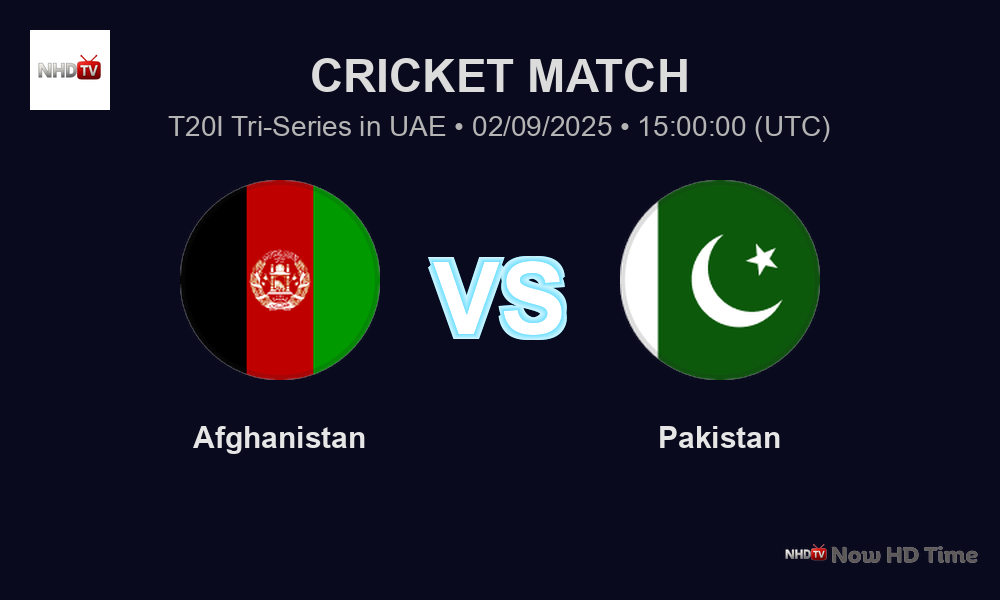 NHDTV
CRICKET MATCH
T20I Tri-Series in UAE • 02/09/2025 • 15:00:00 (UTC)
VS
Afghanistan
Pakistan
NHDTV Now HD Time